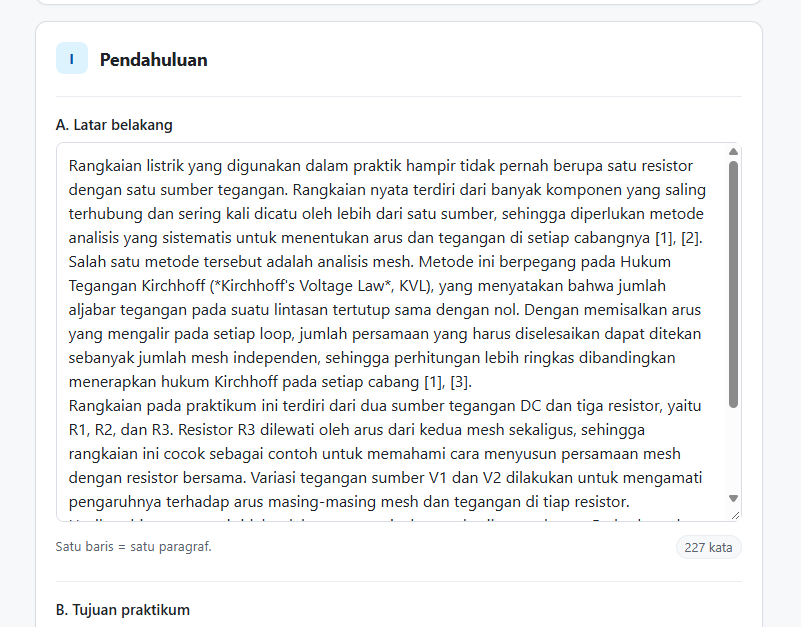 I
Pendahuluan
A. Latar belakang
Rangkaian listrik yang digunakan dalam praktik hampir tidak pernah berupa satu resistor
dengan satu sumber tegangan. Rangkaian nyata terdiri dari banyak komponen yang saling
terhubung dan sering kali dicatu oleh lebih dari satu sumber, sehingga diperlukan metode
analisis yang sistematis untuk menentukan arus dan tegangan di setiap cabangnya [1], [2].
Salah satu metode tersebut adalah analisis mesh. Metode ini berpegang pada Hukum
Tegangan Kirchhoff (*Kirchhoff's Voltage Law*, KVL), yang menyatakan bahwa jumlah
aljabar tegangan pada suatu lintasan tertutup sama dengan nol. Dengan memisalkan arus
yang mengalir pada setiap loop, jumlah persamaan yang harus diselesaikan dapat ditekan
sebanyak jumlah mesh independen, sehingga perhitungan lebih ringkas dibandingkan
menerapkan hukum Kirchhoff pada setiap cabang [1], [3].
Rangkaian pada praktikum ini terdiri dari dua sumber tegangan DC dan tiga resistor, yaitu
R1, R2, dan R3. Resistor R3 dilewati oleh arus dari kedua mesh sekaligus, sehingga
rangkaian ini cocok sebagai contoh untuk memahami cara menyusun persamaan mesh
dengan resistor bersama. Variasi tegangan sumber V1 dan V2 dilakukan untuk mengamati
pengaruhnya terhadap arus masing-masing mesh dan tegangan di tiap resistor.
Satu baris = satu paragraf.
227 kata
B. Tujuan praktikum